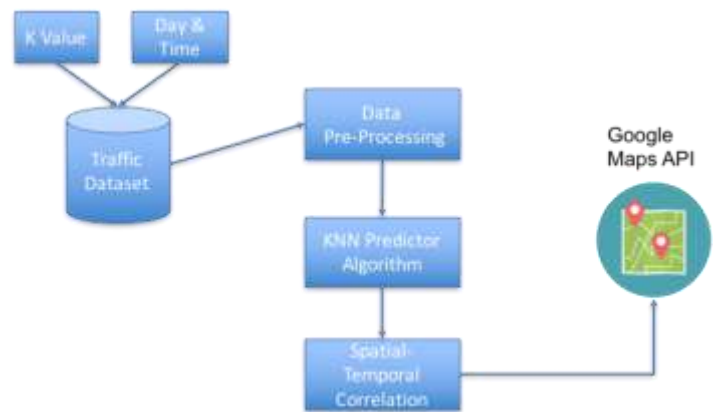 K Value
Day &
Time
Traffic
Dataset
Data
Pre-Processing
KNN Predictor
Algorithm
Spatial-
Temporal
Correlation
Google
Maps API